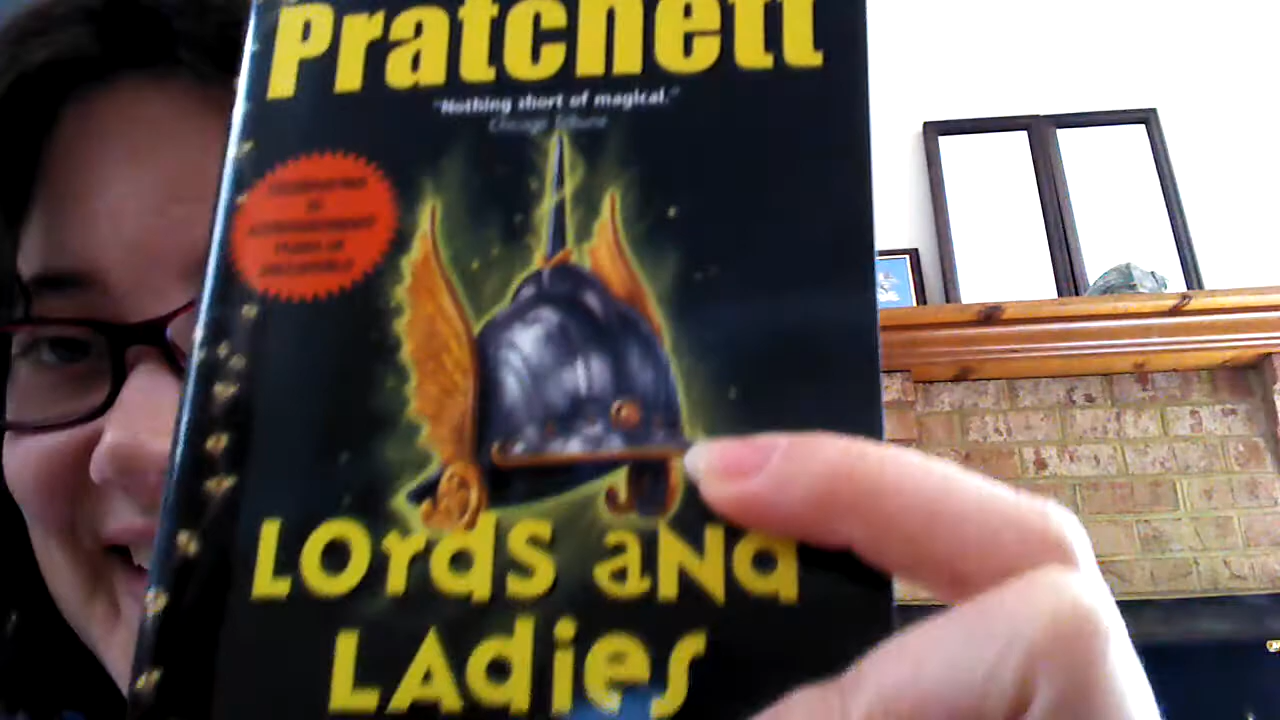 Pratchett
"Nothing short of magical."
Chicago Tribune
LORdS aNd
LAdieS